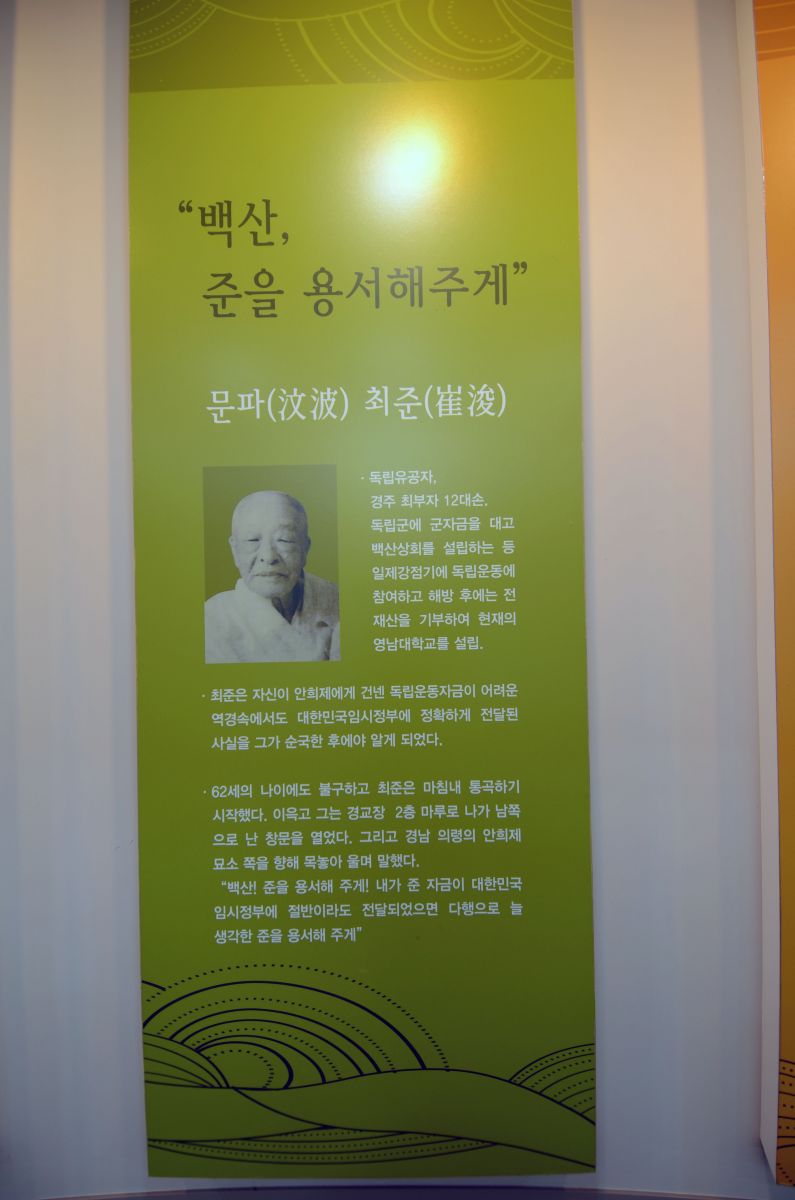 “백산,
준을 용서해주게”
문파(汶波) 최준(崔浚)
· 독립유공자,
경주 최부자 12대손.
독립군에 군자금을 대고
백산상회를 설립하는 등
일제강점기에 독립운동에
참여하고 해방 후에는 전
재산을 기부하여 현재의
영남대학교를 설립.
· 최준은 자신이 안희제에게 건넨 독립운동자금이 어려운
역경속에서도 대한민국임시정부에 정확하게 전달된
사실을 그가 순국한 후에야 알게 되었다.
· 62세의 나이에도 불구하고 최준은 마침내 통곡하기
시작했다. 이윽고 그는 경교장 2층 마루로 나가 남쪽
으로 난 창문을 열었다. 그리고 경남 의령의 안희제
묘소 쪽을 향해 목놓아 울며 말했다.
“백산! 준을 용서해 주게! 내가 준 자금이 대한민국
임시정부에 절반이라도 전달되었으면 다행으로 늘
생각한 준을 용서해 주게”